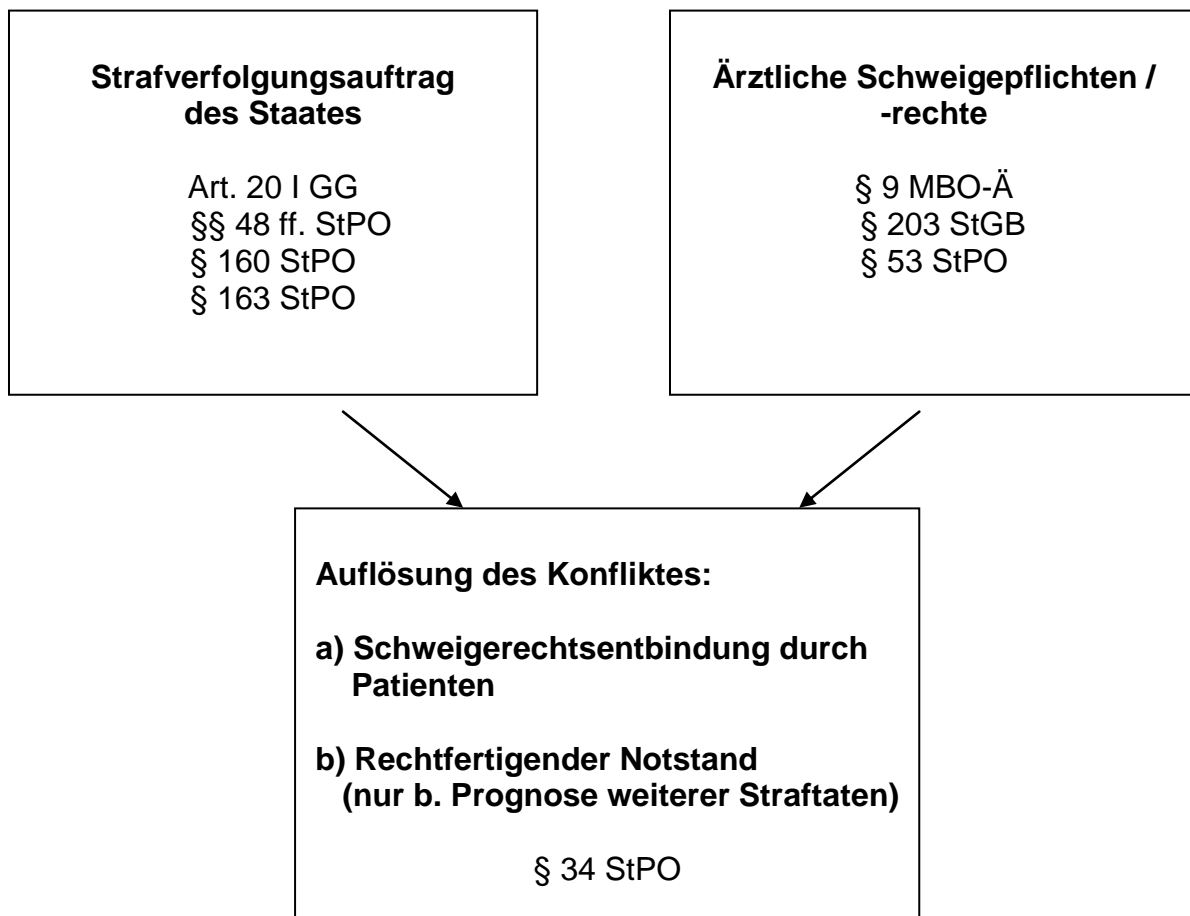 Strafverfolgungsauftrag
des Staates
Art. 20 I GG
§§ 48 ff. StPO
§ 160 StPO
§ 163 StPO
Ärztliche Schweigepflichten /
-rechte
§ 9 MBO-Ä
§ 203 StGB
§ 53 StPO
Auflösung des Konfliktes:
a) Schweigerechtsentbindung durch
Patienten
b) Rechtfertigender Notstand
(nur b. Prognose weiterer Straftaten)
§ 34 StPO